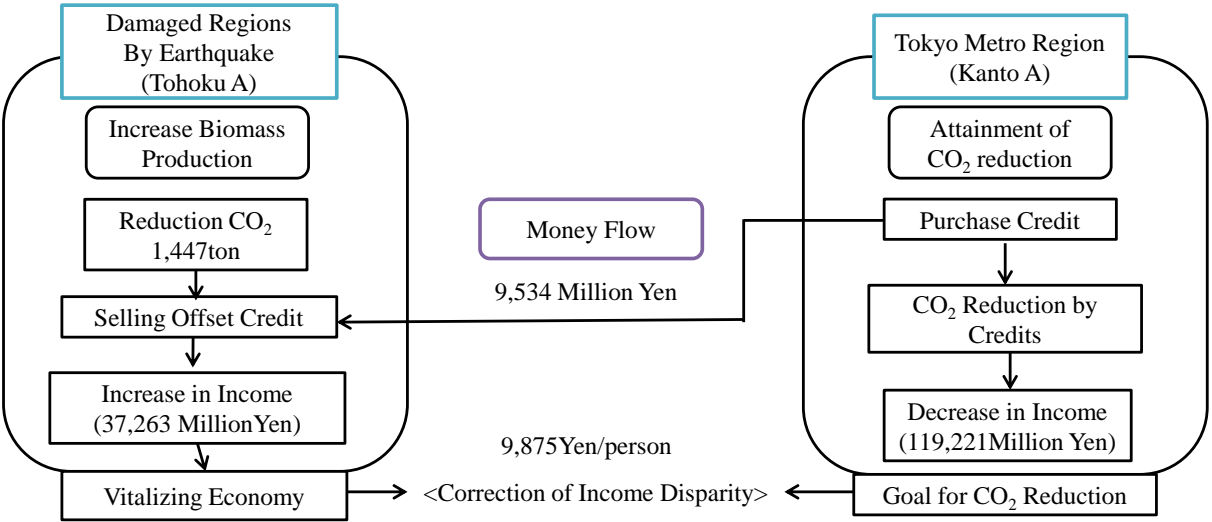 Damaged Regions
By Earthquake
(Tohoku A)
Increase Biomass
Production
Reduction CO₂
1,447ton
Selling Offset Credit
Increase in Income
(37,263 MillionYen)
Vitalizing Economy
Money Flow
9,534 Million Yen
9,875Yen/person
<Correction of Income Disparity>
Tokyo Metro Region
(Kanto A)
Attainment of
CO₂ reduction
Purchase Credit
CO₂ Reduction by
Credits
Decrease in Income
(119,221Million Yen)
Goal for CO₂ Reduction